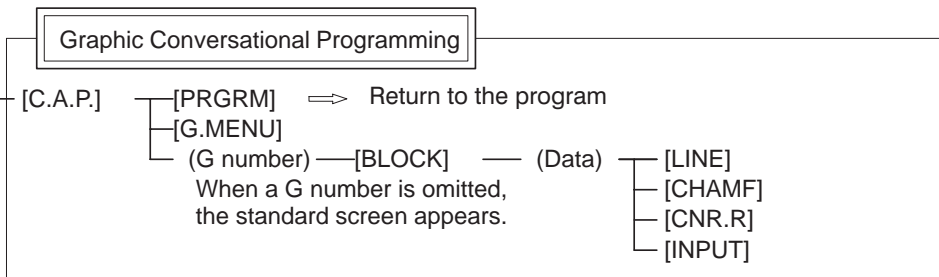 Graphic Conversational Programming
[C.A.P.] [PRGRM] Return to the program
[G.MENU]
(G number) [BLOCK] (Data) [LINE]
When a G number is omitted, [CHAMF]
the standard screen appears. [CNR.R]
[INPUT]